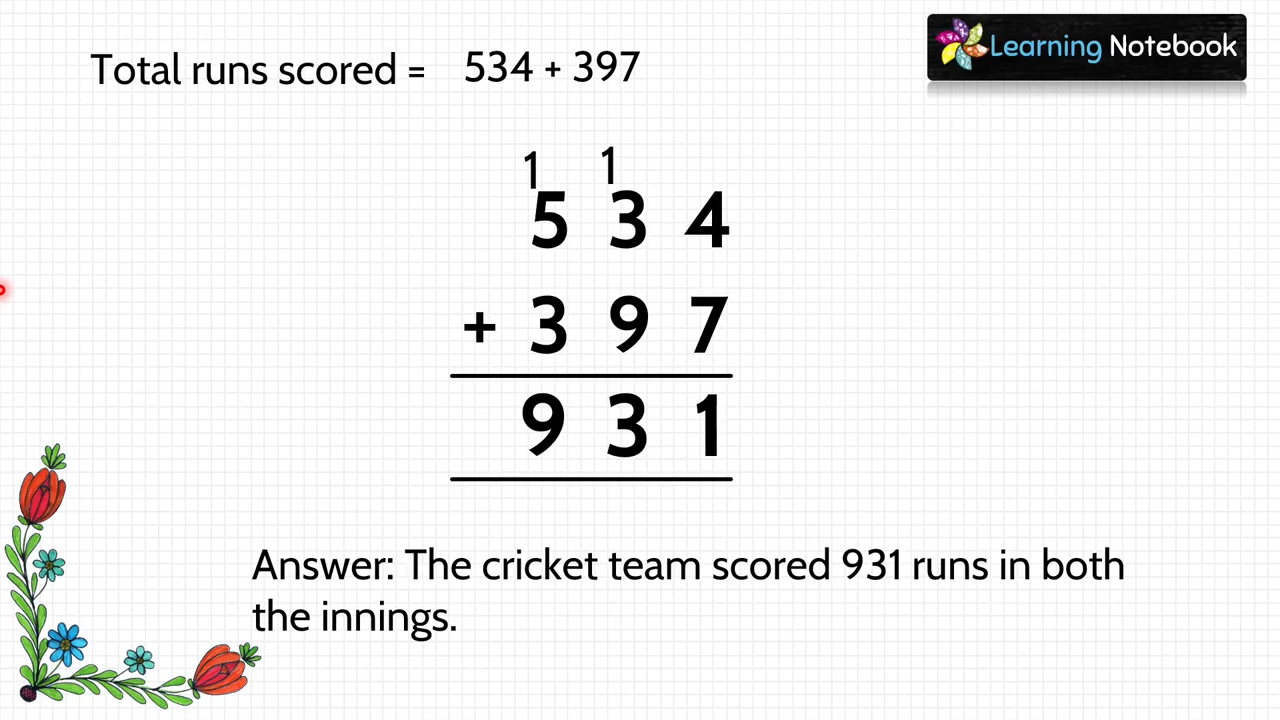 Learning Notebook
Total runs scored = 534 + 397
1 1
5 3 4
+ 3 9 7
9 3 1
Answer: The cricket team scored 931 runs in both
the innings.